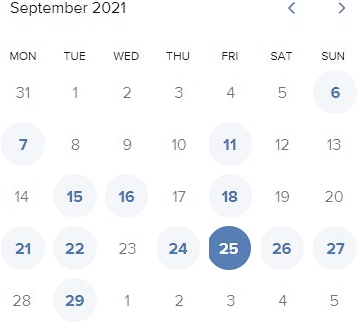 September 2021
MON TUE WED THU FRI SAT SUN
31 1 2 3 4 5 6
7 8 9 10 11 12 13
14 15 16 17 18 19 20
21 22 23 24 25 26 27
28 29 1 2 3 4 5